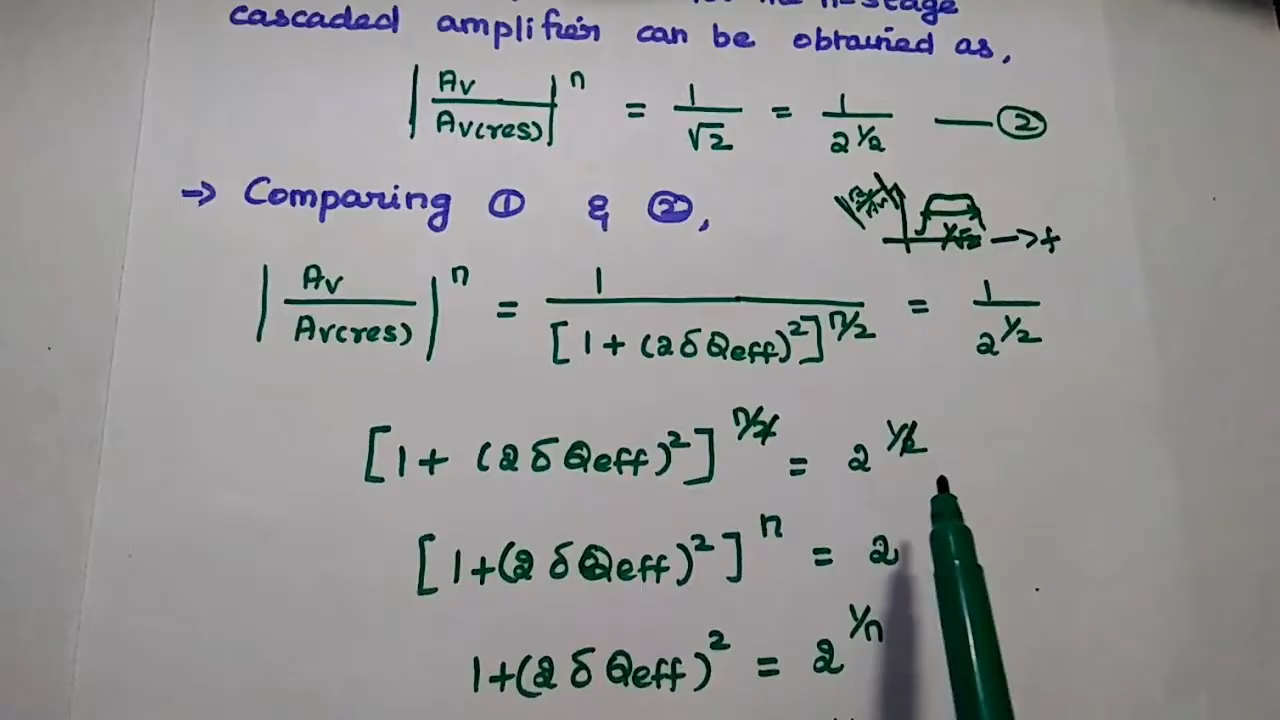 n-stage
cascaded amplifier can be obtained as,
| Av / Av(res) |^n = 1/√2 = 1/2^1/2 — ②
→ Comparing ① & ②,
→ f
| Av / Av(res) |^n = 1/[1+(2δQeff)^2]^n/2 = 1/2^1/2
[1+(2δQeff)^2]^n/2 = 2^1/2
[1+(2δQeff)^2]^n = 2
1+(2δQeff)^2 = 2^1/n